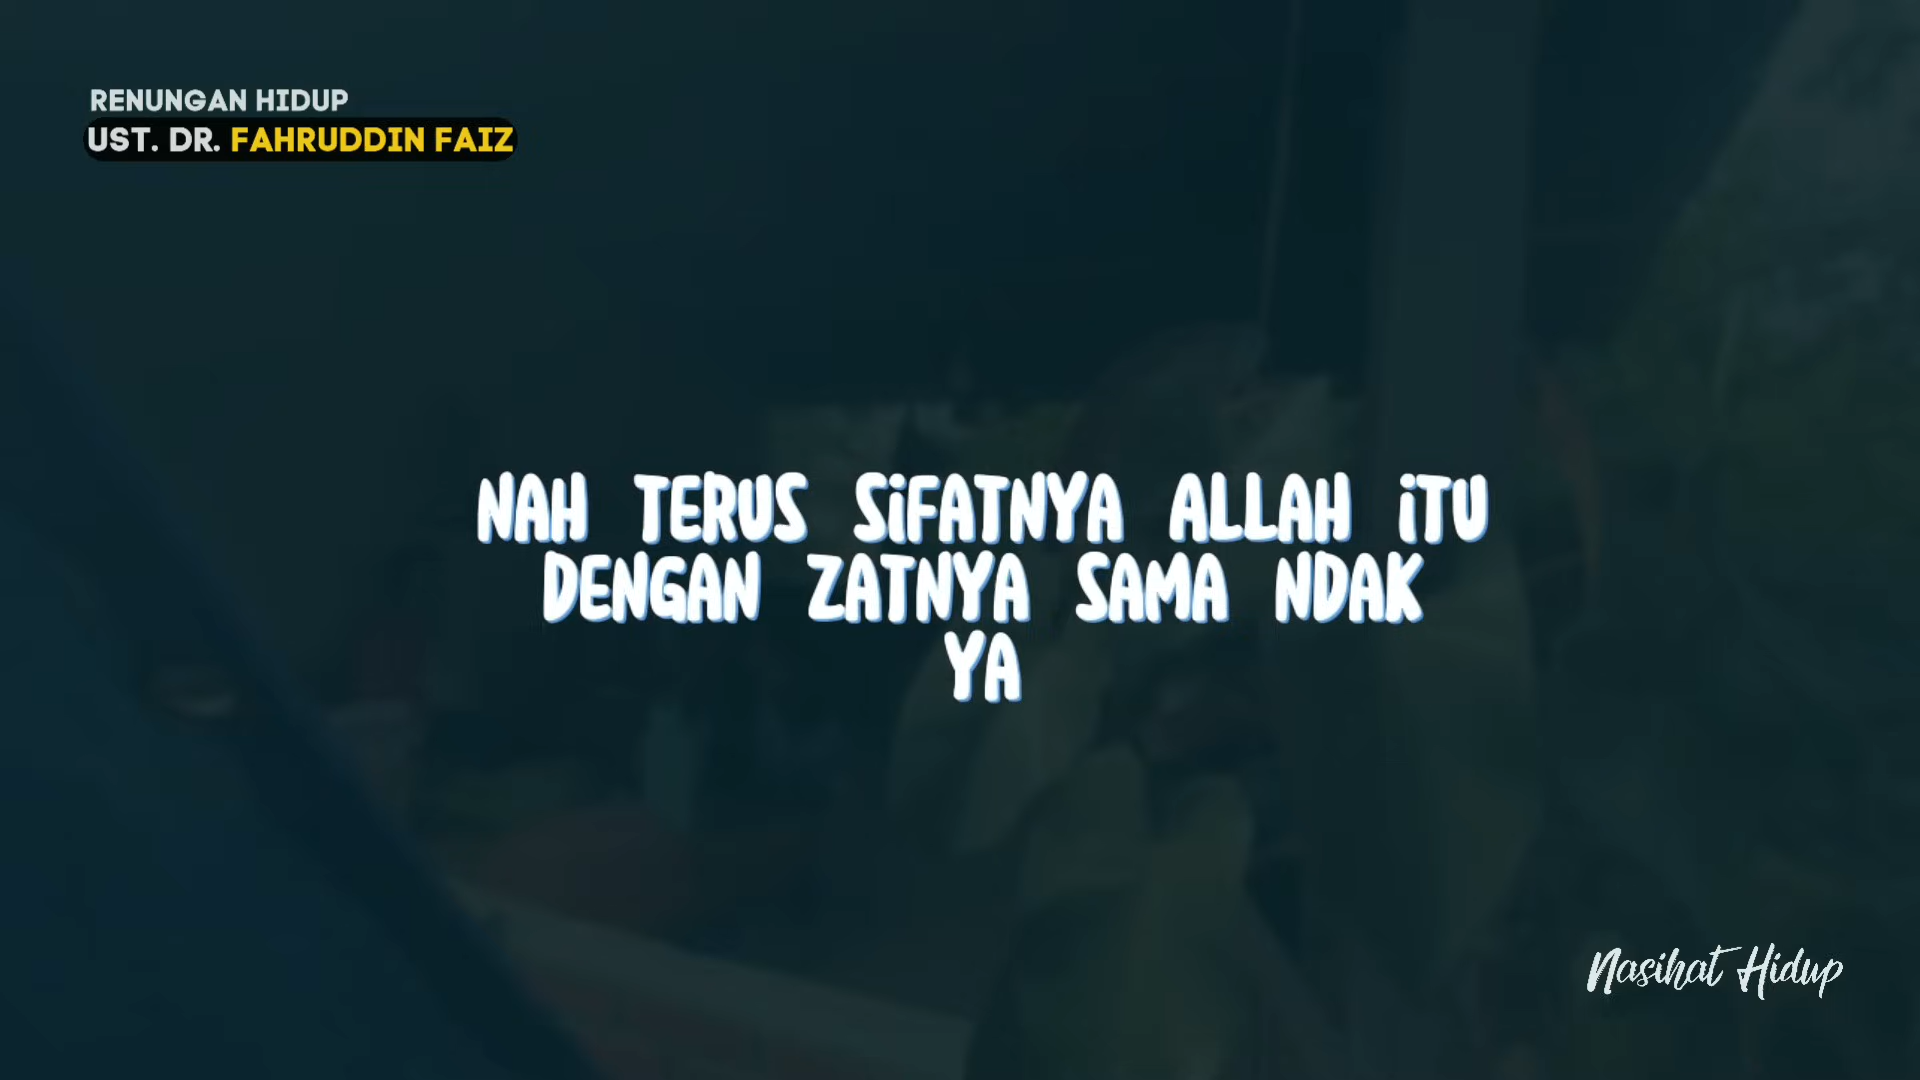 RENUNGAN HIDUP
UST. DR. FAHRUDDIN FAIZ
NAH TERUS SiFATNYA ALLAH iTU
DENGAN ZATNYA SAMA NDAK
YA
Nasihat Hidup